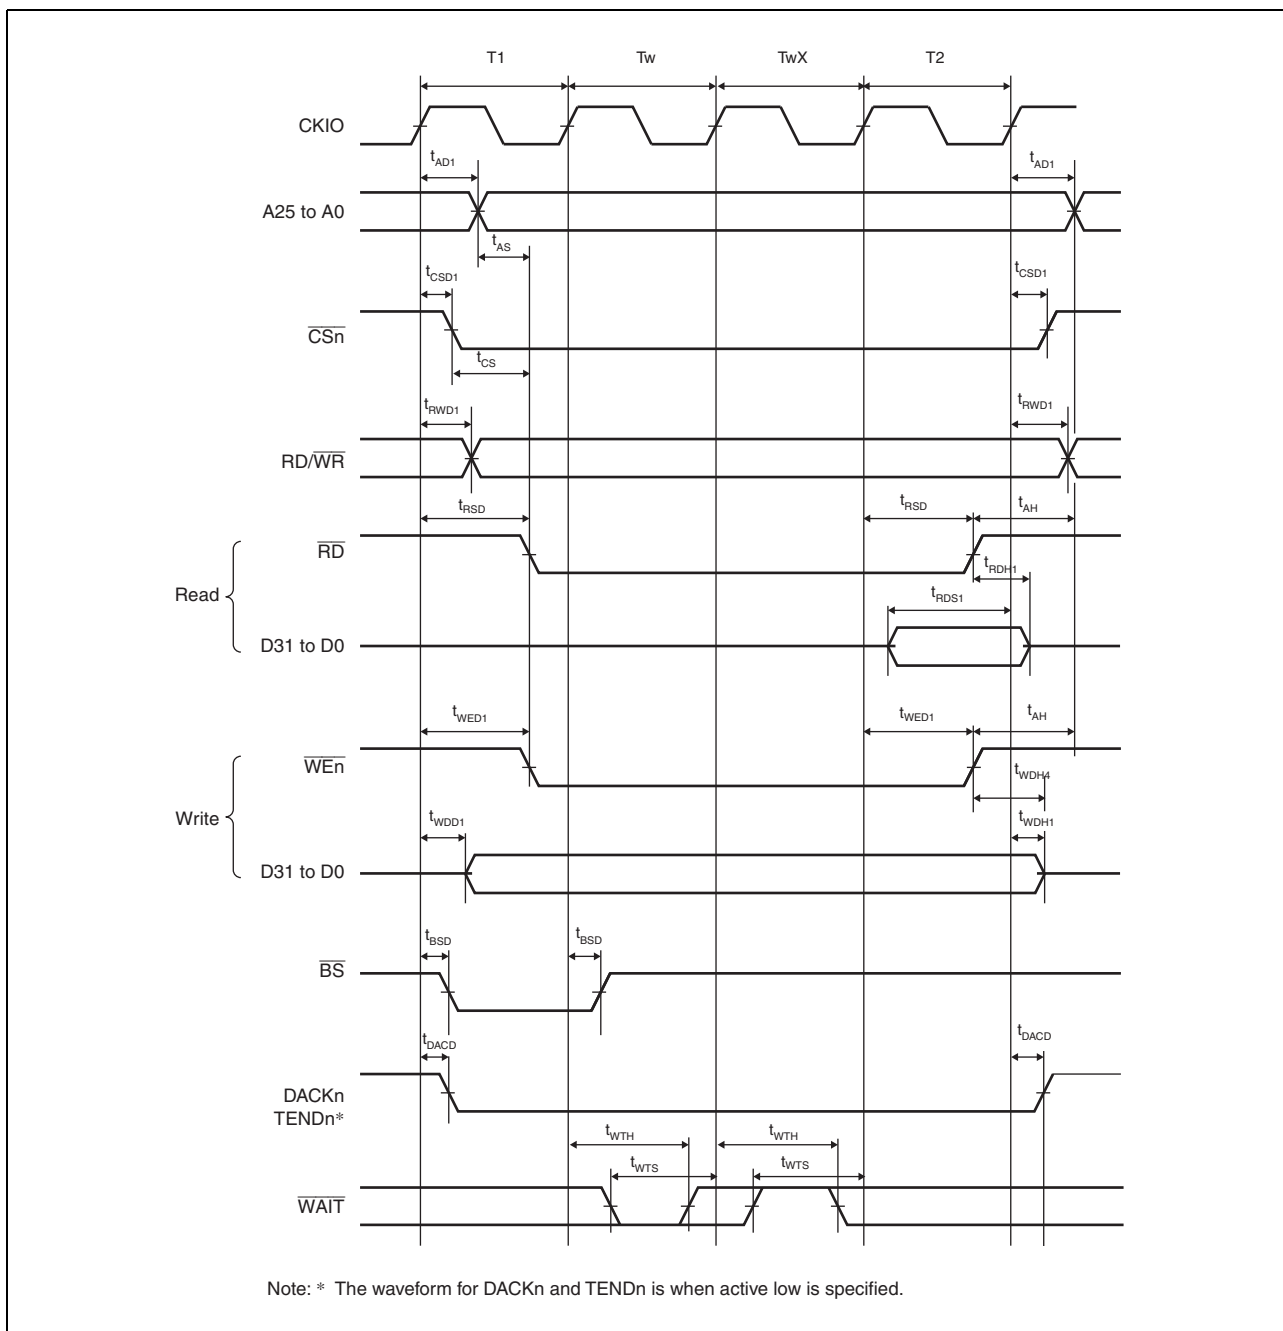 T1 Tw TwX T2
CKIO
tAD1 tAD1
A25 to A0
tAS
tCSD1 tCSD1
CSn
tCS
tRWD1 tRWD1
RD/WR
tRSD tRSD tAH
RD
tRDH1
Read
tRDS1
D31 to D0
tWED1 tWED1 tAH
WEn
tWDH4
Write
tWDD1 tWDH1
D31 to D0
tBSD tBSD
BS
tDACD tDACD
DACKn
TENDn*
tWTH tWTH
tWTS tWTS
WAIT
Note: * The waveform for DACKn and TENDn is when active low is specified.